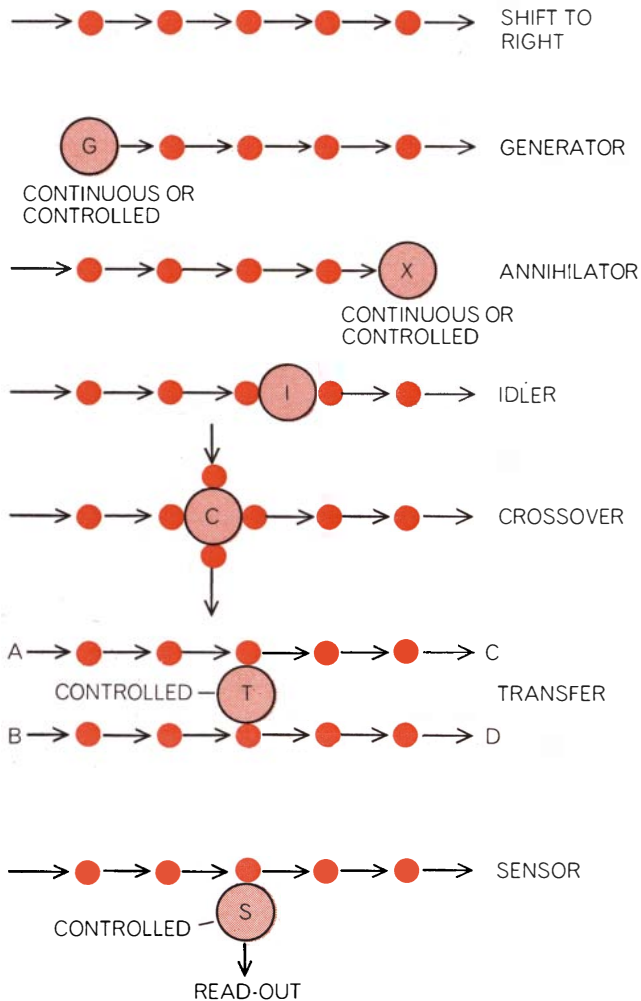 SHIFT TO
RIGHT
G
GENERATOR
CONTINUOUS OR
CONTROLLED
X
ANNIHILATOR
CONTINUOUS OR
CONTROLLED
I
IDLER
C
CROSSOVER
A
C
CONTROLLED
T
TRANSFER
B
D
SENSOR
CONTROLLED
S
READ-OUT